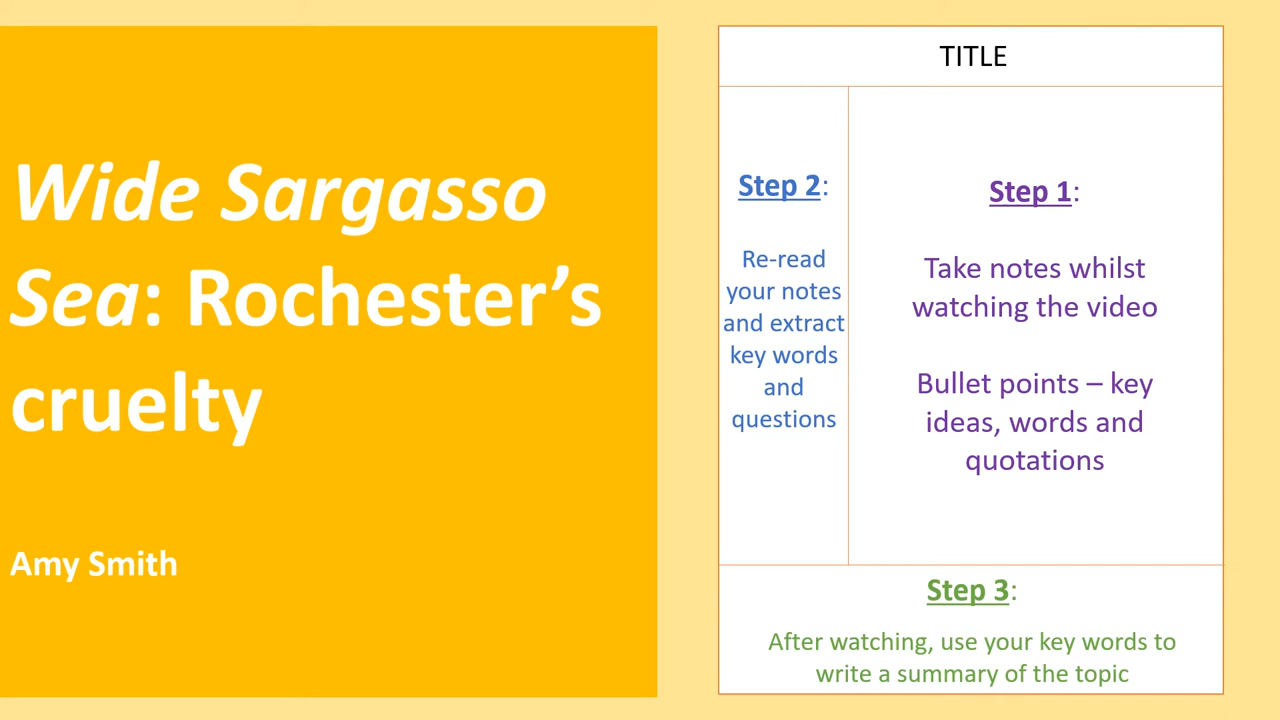 Wide Sargasso
Sea: Rochester’s
cruelty
Amy Smith
TITLE
Step 2:
Re-read
your notes
and extract
key words
and
questions
Step 1:
Take notes whilst
watching the video
Bullet points – key
ideas, words and
quotations
Step 3:
After watching, use your key words to
write a summary of the topic